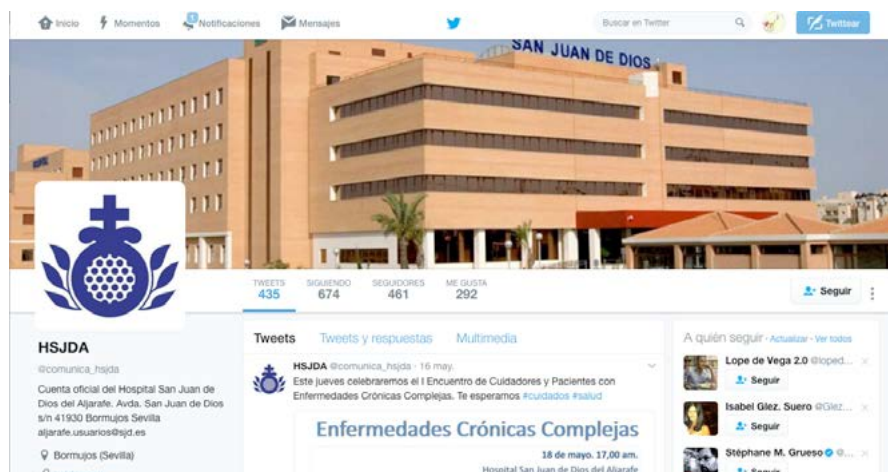 Inicio Momentos 1 Notificaciones Mensajes Buscar en Twitter Twittear
SAN JUAN DE DIOS
TWEETS SIGUIENDO SEGUIDORES ME GUSTA
435 674 461 292
Seguir
HSJDA
@comunica_hsjda
Cuenta oficial del Hospital San Juan de
Dios del Aljarafe. Avda. San Juan de Dios
s/n 41930 Bormujos Sevilla
aljarafe.usuarios@sjd.es
Bormujos (Sevilla)
Tweets Tweets y respuestas Multimedia
HSJDA @comunica_hsjda · 16 may.
Este jueves celebraremos el I Encuentro de Cuidadores y Pacientes con
Enfermedades Crónicas Complejas. Te esperamos #cuidados #salud
Enfermedades Crónicas Complejas
18 de mayo. 17,00 am.
Hospital San Juan de Dios del Aljarafe
A quién seguir · Actualizar · Ver todos
Lope de Vega 2.0 @loped...
Seguir
Isabel Glez. Suero @Glez...
Seguir
Stéphane M. Grueso @...
Seguir